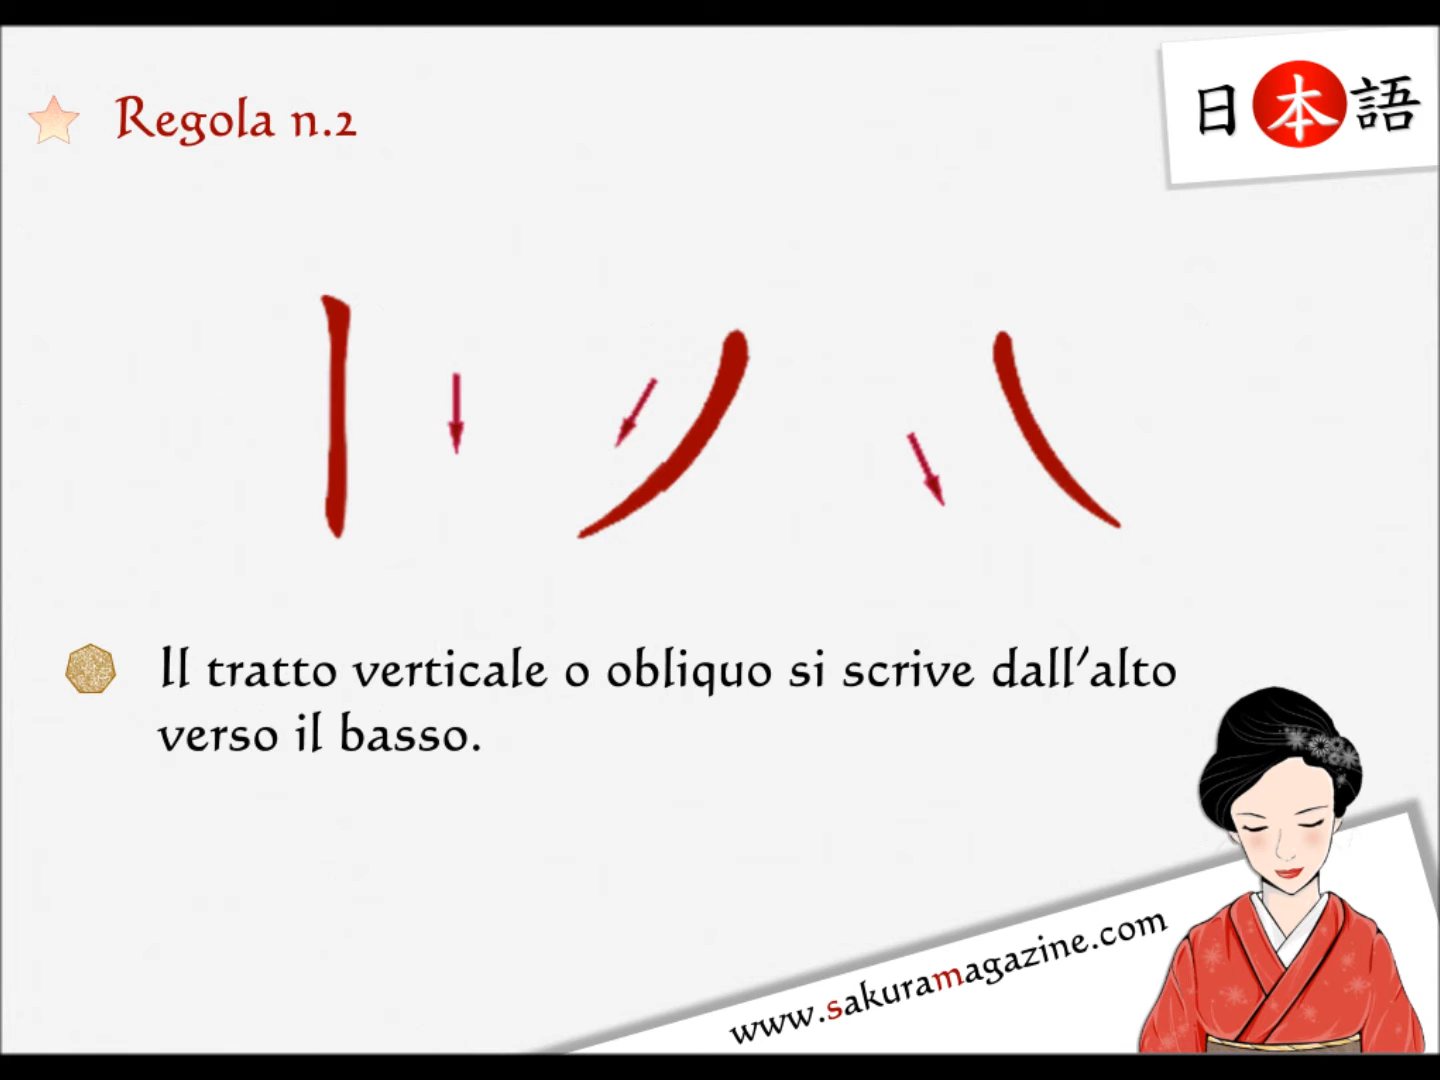 Regola n.2
日本語
Il tratto verticale o obliquo si scrive dall'alto
verso il basso.
www.sakuramagazine.com